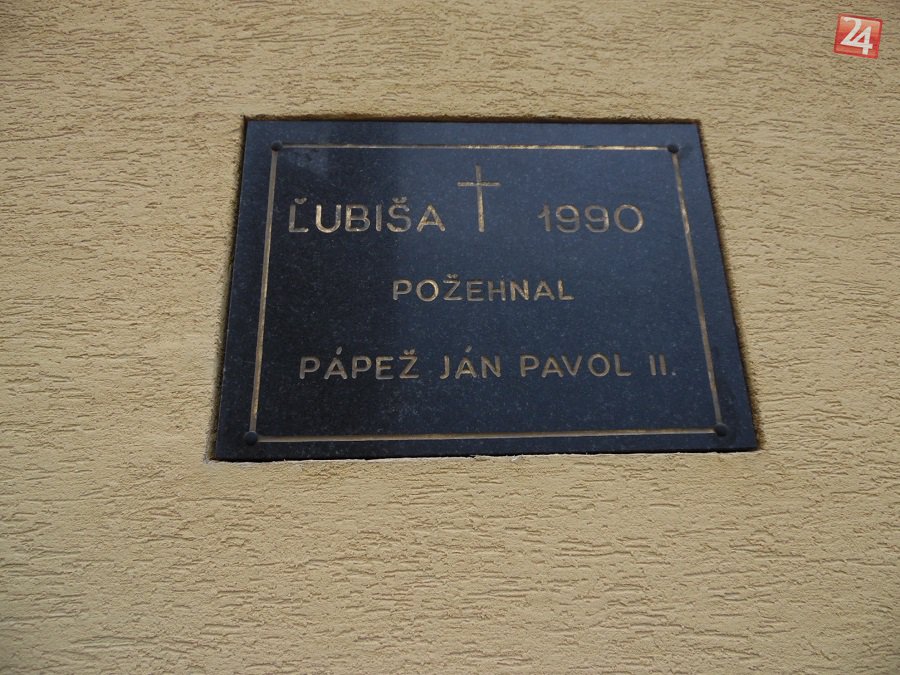 24
ĽUBIŠA 1990
POŽEHNAL
PÁPEŽ JÁN PAVOL II.